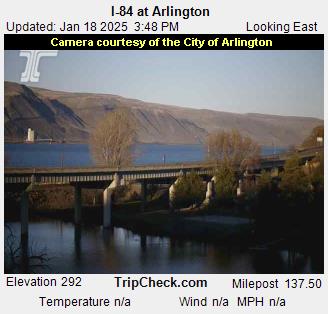 I-84 at Arlington
Updated: Jan 18 2025 3:48 PM Looking East
Camera courtesy of the City of Arlington
Elevation 292 TripCheck.com Milepost 137.50
Temperature n/a Wind n/a MPH n/a